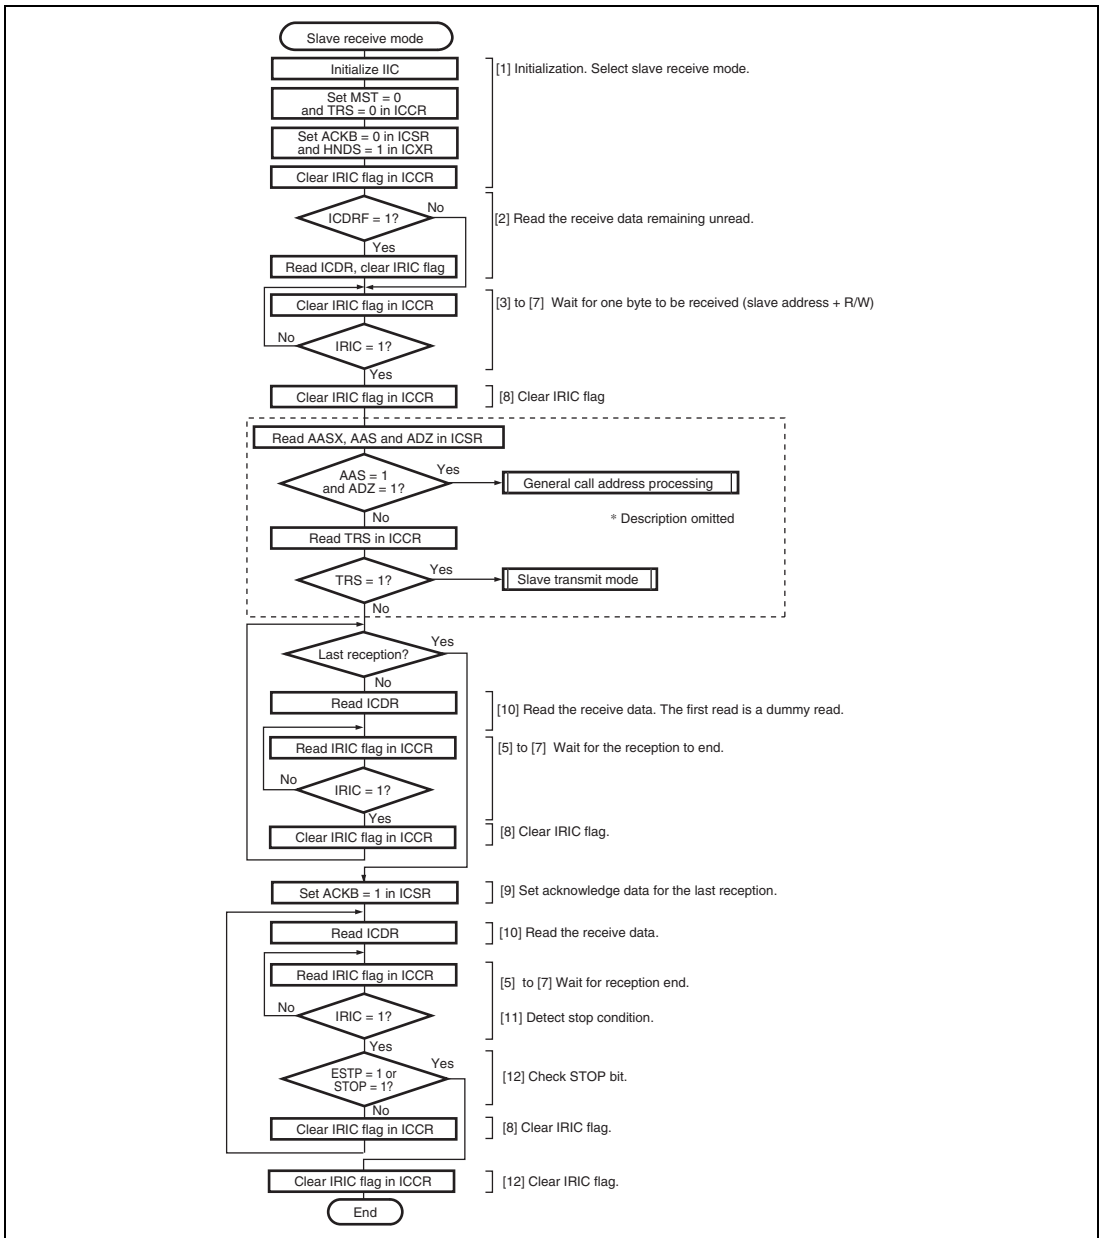 Slave receive mode
Initialize IIC
[1] Initialization. Select slave receive mode.
Set MST = 0
and TRS = 0 in ICCR
Set ACKB = 0 in ICSR
and HNDS = 1 in ICXR
Clear IRIC flag in ICCR
No
ICDRF = 1?
[2] Read the receive data remaining unread.
Yes
Read ICDR, clear IRIC flag
Clear IRIC flag in ICCR
[3] to [7] Wait for one byte to be received (slave address + R/W)
No
IRIC = 1?
Yes
Clear IRIC flag in ICCR
[8] Clear IRIC flag
Read AASX, AAS and ADZ in ICSR
AAS = 1
and ADZ = 1?
Yes
General call address processing
No
* Description omitted
Read TRS in ICCR
Yes
TRS = 1?
Slave transmit mode
No
Yes
Last reception?
No
Read ICDR
[10] Read the receive data. The first read is a dummy read.
Read IRIC flag in ICCR
[5] to [7] Wait for the reception to end.
No
IRIC = 1?
Yes
Clear IRIC flag in ICCR
[8] Clear IRIC flag.
Set ACKB = 1 in ICSR
[9] Set acknowledge data for the last reception.
Read ICDR
[10] Read the receive data.
Read IRIC flag in ICCR
[5] to [7] Wait for reception end.
No
IRIC = 1?
[11] Detect stop condition.
Yes
Yes
ESTP = 1 or
STOP = 1?
[12] Check STOP bit.
No
Clear IRIC flag in ICCR
[8] Clear IRIC flag.
Clear IRIC flag in ICCR
[12] Clear IRIC flag.
End